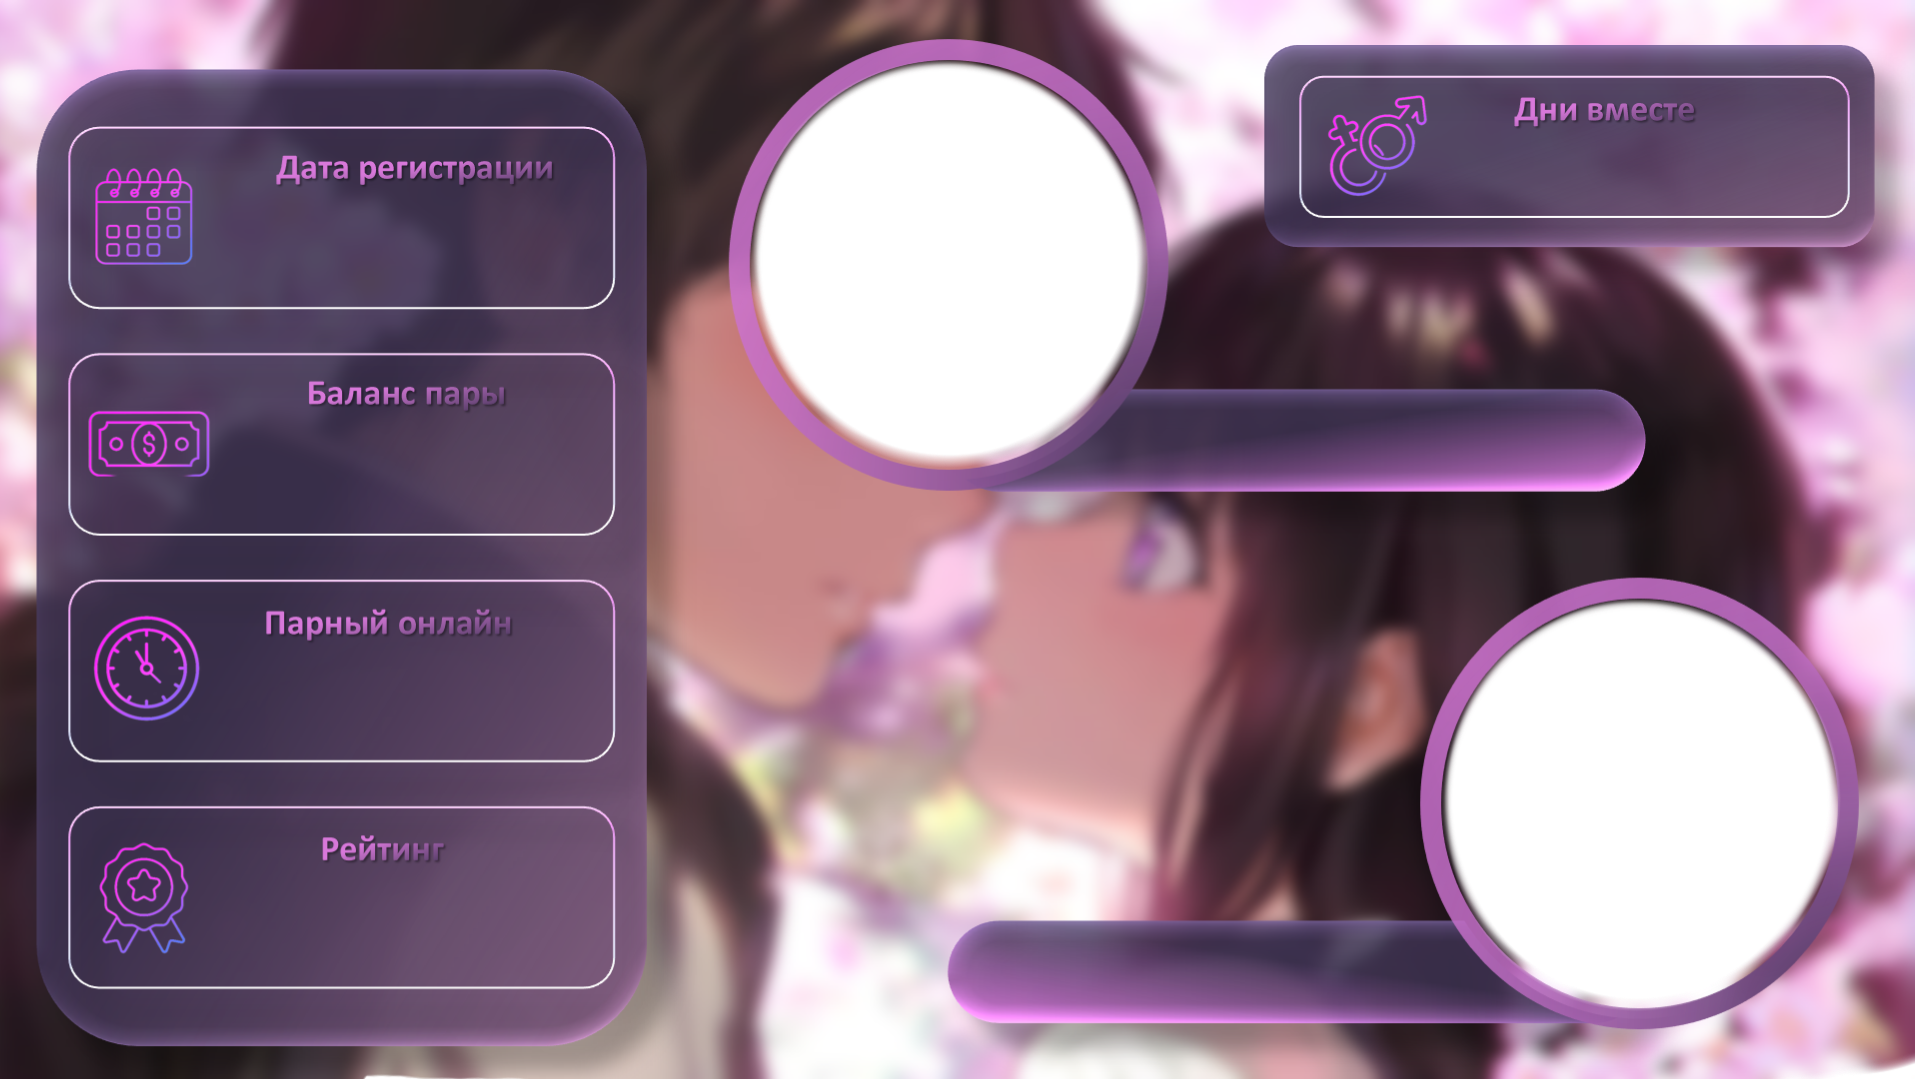 Дата регистрации
Баланс пары
Парный онлайн
Рейтинг
Дни вместе